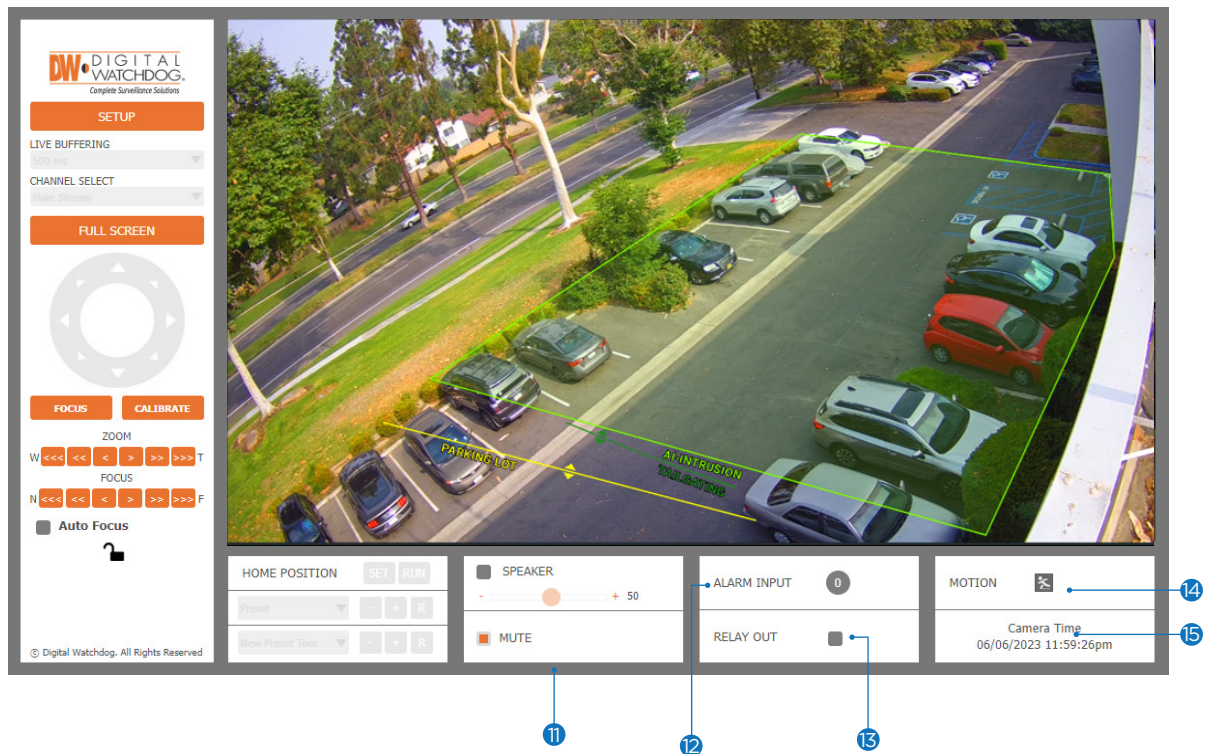 DW DIGITAL
WATCHDOG®
Complete Surveillance Solutions
SETUP
LIVE BUFFERING
500 ms
CHANNEL SELECT
Main Stream
FULL SCREEN
FOCUS CALIBRATE
ZOOM
W <<< << < > >> >>> T
FOCUS
N <<< << < > >> >>> F
Auto Focus
© Digital Watchdog. All Rights Reserved
PARKING LOT
AI-INTRUSION
TAILGATING
HOME POSITION SET RUN
Preset - + R
New Preset Tour - + R
SPEAKER
- + 50
MUTE
ALARM INPUT 0
RELAY OUT
MOTION
Camera Time
06/06/2023 11:59:26pm
11
12
13
14
15